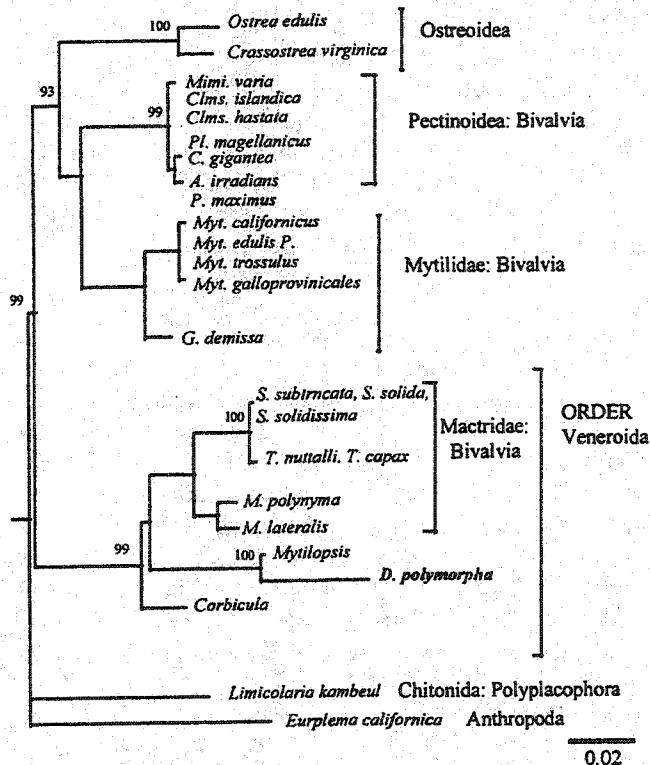 100
Ostrea edulis
Crassostrea virginica
Ostreoidea
93
99
Mimi. varia
Clms. islandica
Clms. hastata
Pl. magellanicus
C. gigantea
A. irradians
P. maximus
Pectinoidea: Bivalvia
Myt. californicus
Myt. edulis P.
Myt. trossulus
Myt. galloprovinicales
G. demissa
Mytilidae: Bivalvia
99
100
S. subtrncata, S. solida,
S. solidissima
T. nuttalli. T. capax
M. polynyma
M. lateralis
Mactridae:
Bivalvia
ORDER
Veneroida
99
100
Mytilopsis
D. polymorpha
Corbicula
Limicolaria kambeul Chitonida: Polyplacophora
Eurplema californica Anthropoda
0.02